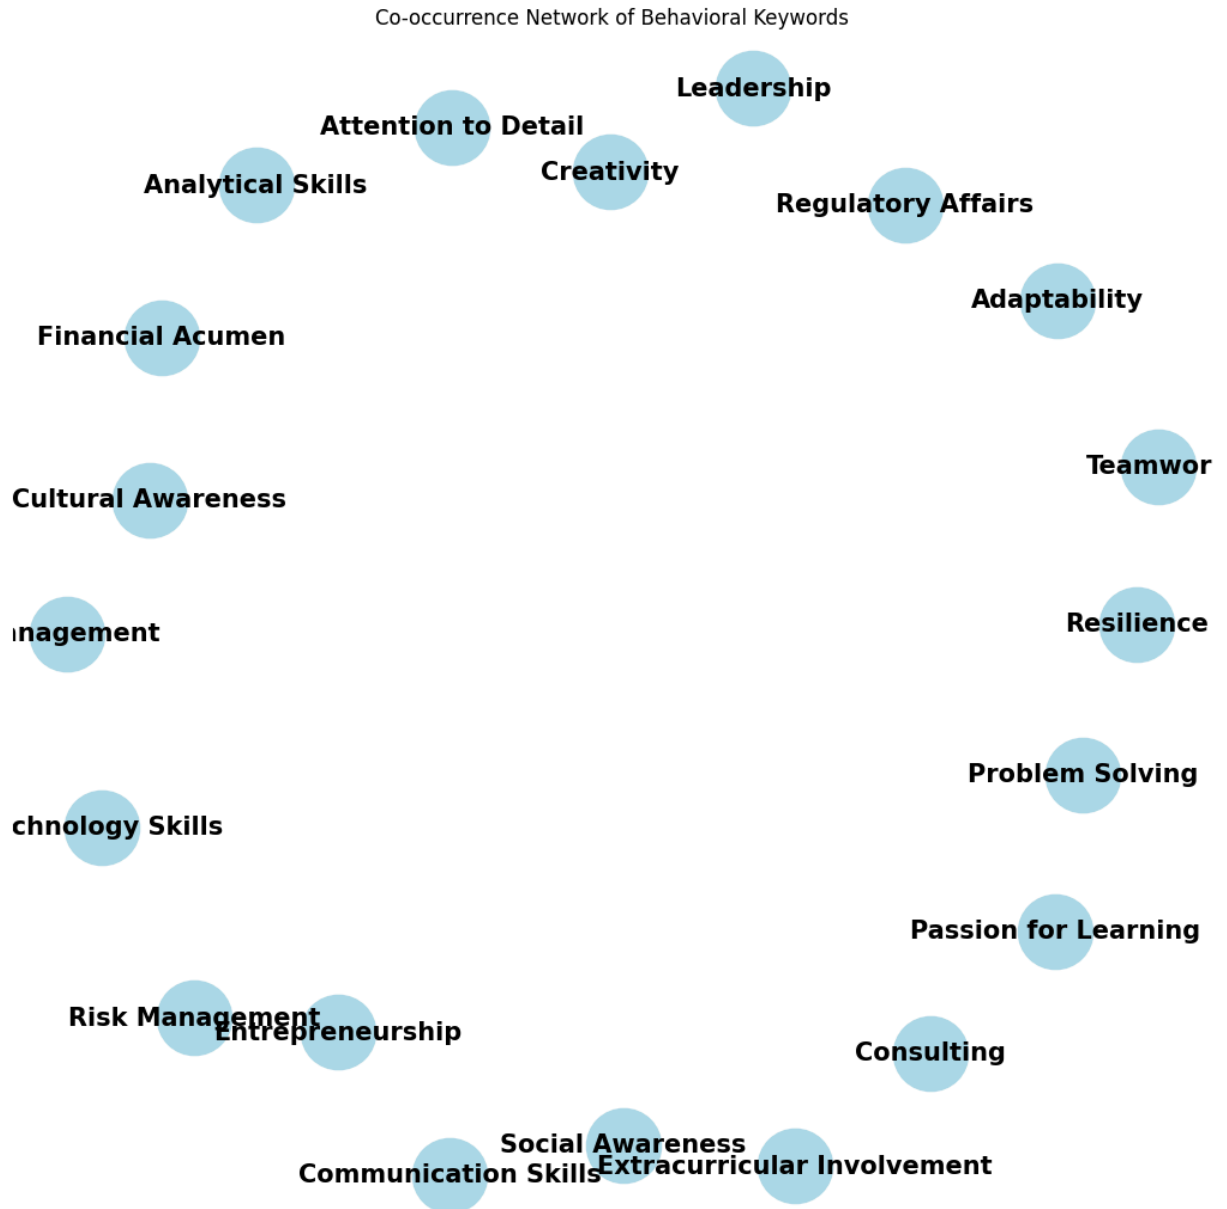 Co-occurrence Network of Behavioral Keywords
Leadership
Attention to Detail
Creativity
Analytical Skills
Regulatory Affairs
Adaptability
Financial Acumen
Teamwor
Cultural Awareness
Resilience
nagement
Problem Solving
chnology Skills
Passion for Learning
Risk Management
Entrepreneurship
Consulting
Social Awareness
Extracurricular Involvement
Communication Skills